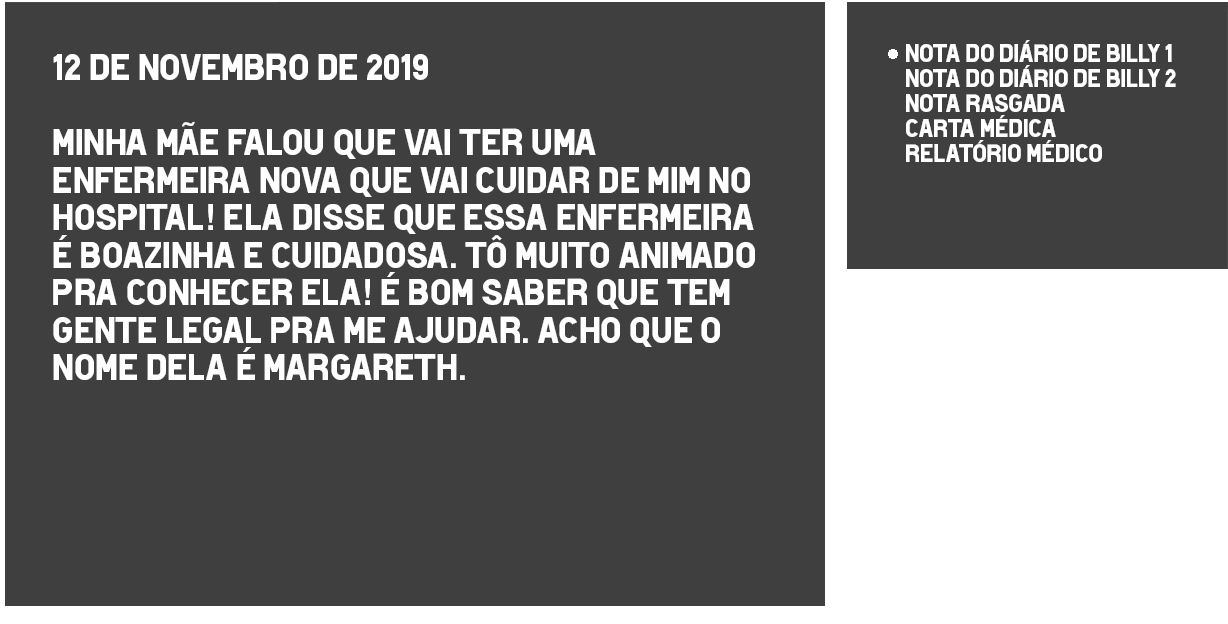 12 DE NOVEMBRO DE 2019
MINHA MÃE FALOU QUE VAI TER UMA
ENFERMEIRA NOVA QUE VAI CUIDAR DE MIM NO
HOSPITAL! ELA DISSE QUE ESSA ENFERMEIRA
É BOAZINHA E CUIDADOSA. TÔ MUITO ANIMADO
PRA CONHECER ELA! É BOM SABER QUE TEM
GENTE LEGAL PRA ME AJUDAR. ACHO QUE O
NOME DELA É MARGARETH.
• NOTA DO DIÁRIO DE BILLY 1
NOTA DO DIÁRIO DE BILLY 2
NOTA RASGADA
CARTA MÉDICA
RELATÓRIO MÉDICO